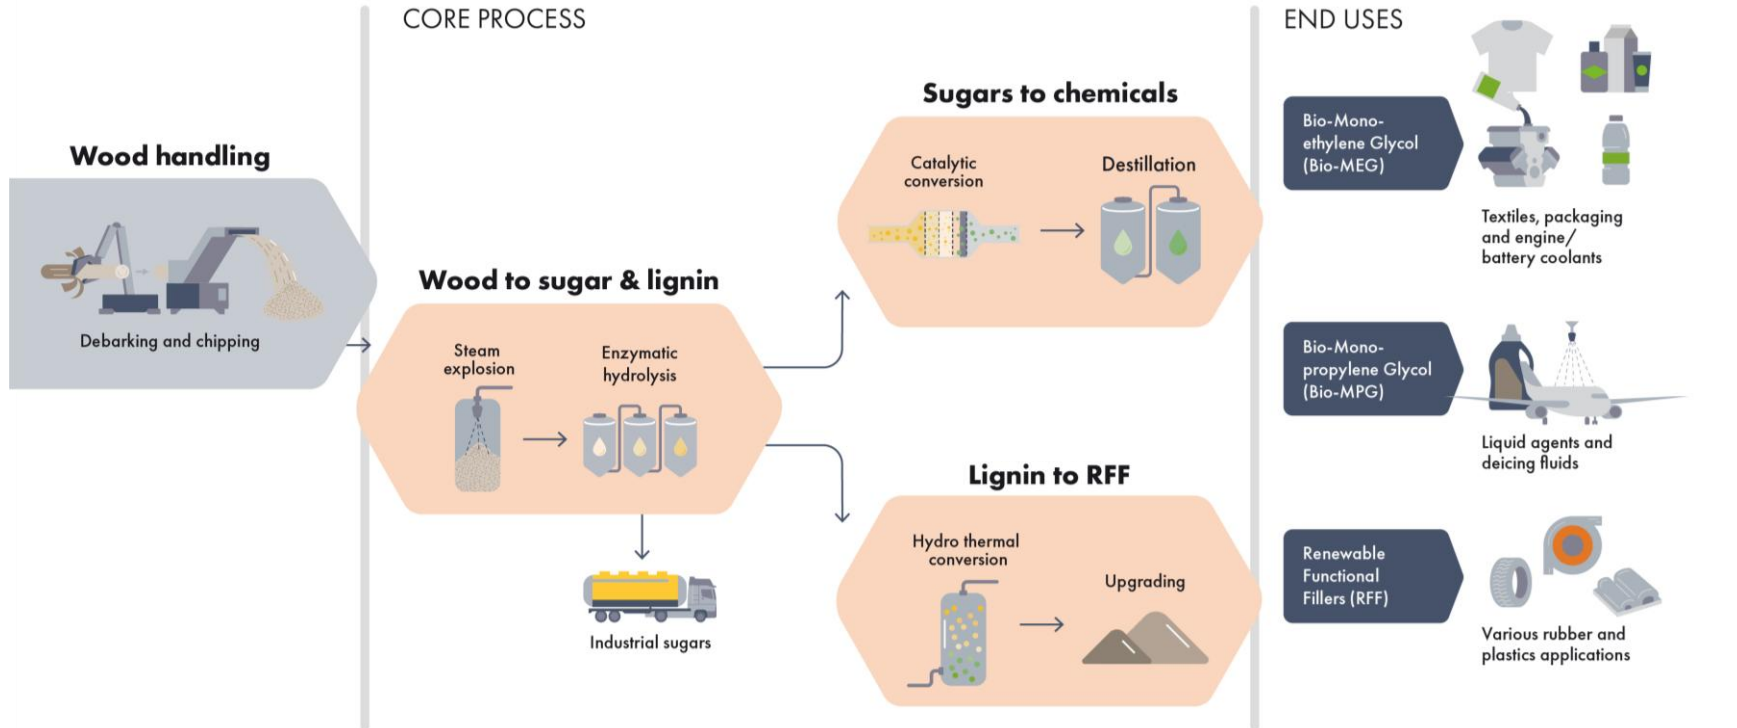 CORE PROCESS
END USES
Wood handling
Debarking and chipping
Wood to sugar & lignin
Steam
explosion
Enzymatic
hydrolysis
Industrial sugars
Sugars to chemicals
Catalytic
conversion
Destillation
Lignin to RFF
Hydro thermal
conversion
Upgrading
Bio-Mono-
ethylene Glycol
(Bio-MEG)
Textiles, packaging
and engine/
battery coolants
Bio-Mono-
propylene Glycol
(Bio-MPG)
Liquid agents and
deicing fluids
Renewable
Functional
Fillers (RFF)
Various rubber and
plastics applications